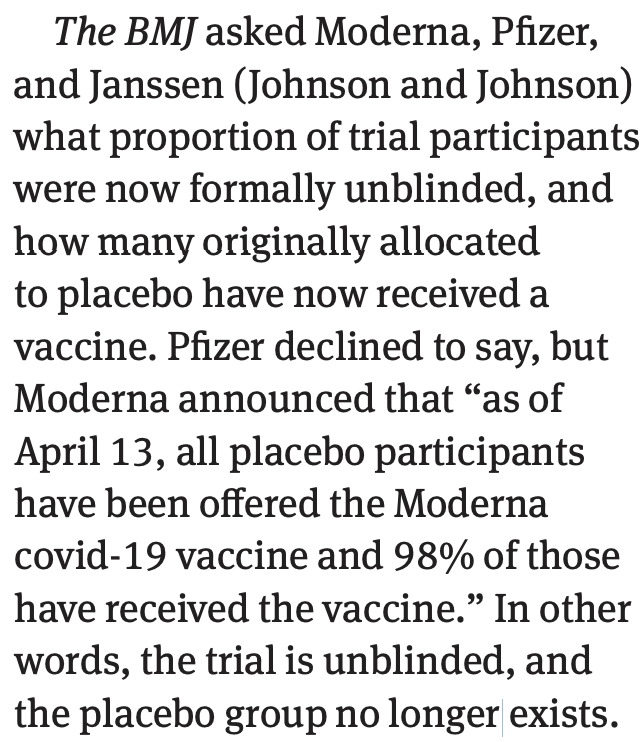 The BMJ asked Moderna, Pfizer,
and Janssen (Johnson and Johnson)
what proportion of trial participants
were now formally unblinded, and
how many originally allocated
to placebo have now received a
vaccine. Pfizer declined to say, but
Moderna announced that “as of
April 13, all placebo participants
have been offered the Moderna
covid-19 vaccine and 98% of those
have received the vaccine.” In other
words, the trial is unblinded, and
the placebo group no longer exists.